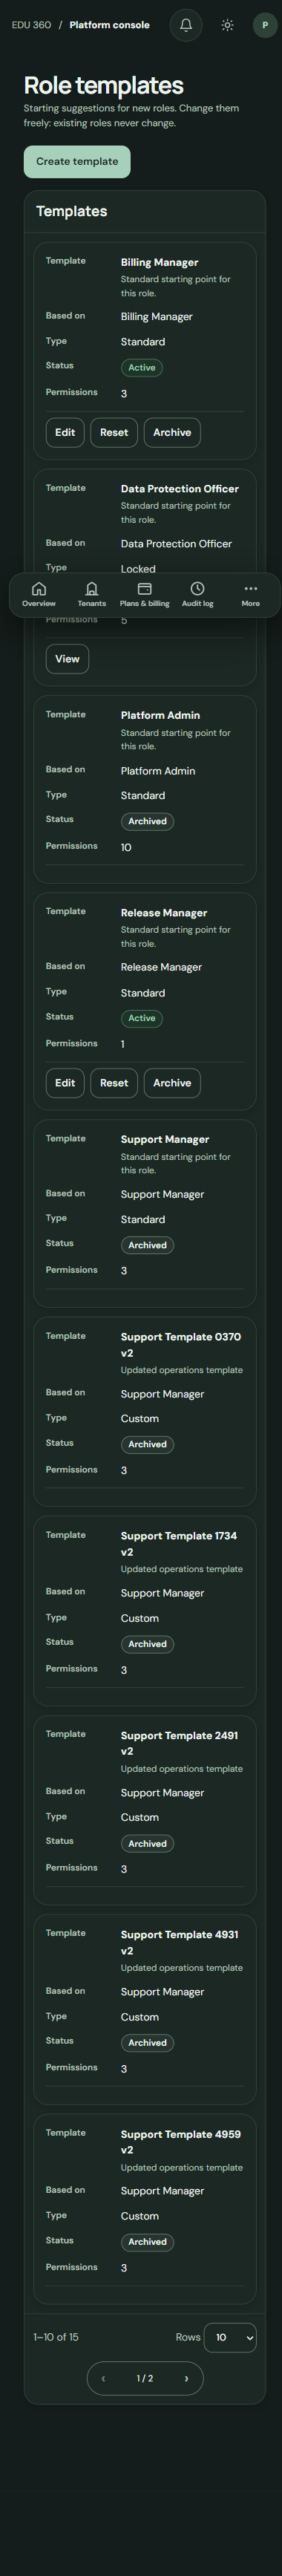 EDU 360 / Platform console P
Role templates
Starting suggestions for new roles. Change them
freely: existing roles never change.
Create template
Templates
Template Billing Manager
Standard starting point for
this role.
Based on Billing Manager
Type Standard
Status Active
Permissions 3
Edit Reset Archive
Template Data Protection Officer
Standard starting point for
this role.
Based on Data Protection Officer
Type Locked
Overview Tenants Plans & billing Audit log More
Permissions 5
View
Template Platform Admin
Standard starting point for
this role.
Based on Platform Admin
Type Standard
Status Archived
Permissions 10
Template Release Manager
Standard starting point for
this role.
Based on Release Manager
Type Standard
Status Active
Permissions 1
Edit Reset Archive
Template Support Manager
Standard starting point for
this role.
Based on Support Manager
Type Standard
Status Archived
Permissions 3
Template Support Template 0370
v2
Updated operations template
Based on Support Manager
Type Custom
Status Archived
Permissions 3
Template Support Template 1734
v2
Updated operations template
Based on Support Manager
Type Custom
Status Archived
Permissions 3
Template Support Template 2491
v2
Updated operations template
Based on Support Manager
Type Custom
Status Archived
Permissions 3
Template Support Template 4931
v2
Updated operations template
Based on Support Manager
Type Custom
Status Archived
Permissions 3
Template Support Template 4959
v2
Updated operations template
Based on Support Manager
Type Custom
Status Archived
Permissions 3
1–10 of 15 Rows 10
‹ 1 / 2 ›